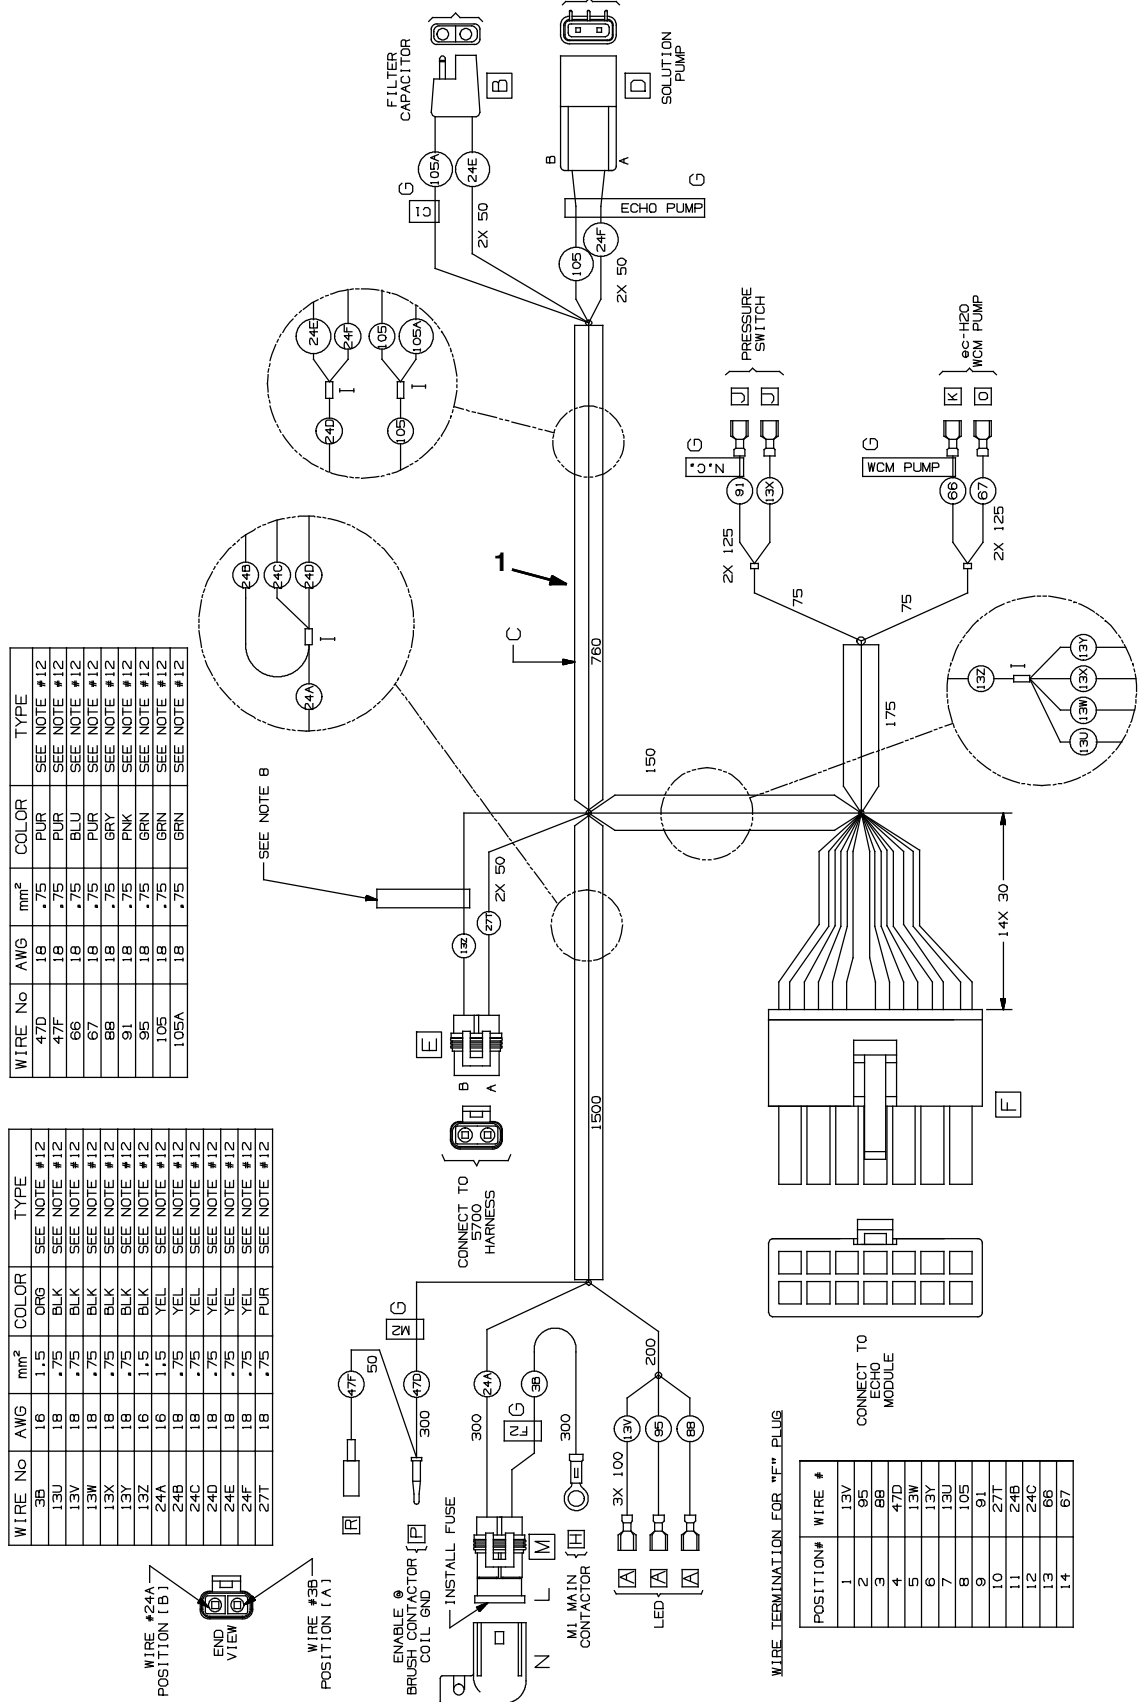 WIRE No AWG mm² COLOR TYPE
3B 16 1.5 ORG SEE NOTE #12
13U 18 .75 BLK SEE NOTE #12
13V 18 .75 BLK SEE NOTE #12
13W 18 .75 BLK SEE NOTE #12
13X 18 .75 BLK SEE NOTE #12
13Y 18 .75 BLK SEE NOTE #12
13Z 16 1.5 BLK SEE NOTE #12
24A 16 1.5 YEL SEE NOTE #12
24B 18 .75 YEL SEE NOTE #12
24C 18 .75 YEL SEE NOTE #12
24D 18 .75 YEL SEE NOTE #12
24E 18 .75 YEL SEE NOTE #12
24F 18 .75 YEL SEE NOTE #12
27T 18 .75 PUR SEE NOTE #12
WIRE No AWG mm² COLOR TYPE
47D 18 .75 PUR SEE NOTE #12
47F 18 .75 PUR SEE NOTE #12
66 18 .75 BLU SEE NOTE #12
67 18 .75 PUR SEE NOTE #12
88 18 .75 GRY SEE NOTE #12
91 18 .75 PNK SEE NOTE #12
95 18 .75 GRN SEE NOTE #12
105 18 .75 GRN SEE NOTE #12
105A 18 .75 GRN SEE NOTE #12
WIRE #24A
POSITION [B]
END
VIEW
WIRE #3B
POSITION [A]
R
47F
50
ENABLE @
BRUSH CONTACTOR
COIL GND
P
300
47D
M2
G
INSTALL FUSE
N
L
M
300
24A
F2
G
3B
M1 MAIN
CONTACTOR
H
300
LED
A
A
A
3X 100
13V
95
88
200
1500
CONNECT TO
5700
HARNESS
B
A
E
13Z
27T
2X 50
SEE NOTE 8
24A
I
24B
24C
24D
C
1
760
24D
I
24E
24F
105
I
105
105A
FILTER
CAPACITOR
B
105A
24E
C1
G
2X 50
SOLUTION
PUMP
D
B
A
ECHO PUMP
G
105
24F
2X 50
PRESSURE
SWITCH
J
J
G
N.C.
91
13X
2X 125
75
ec-H2O
WCM PUMP
K
O
G
WCM PUMP
66
67
2X 125
75
150
175
13Z
I
13U
13W
13X
13Y
14X 30
F
CONNECT TO
ECHO
MODULE
WIRE TERMINATION FOR "F" PLUG
POSITION# WIRE #
1 13V
2 95
3 88
4 47D
5 13W
6 13Y
7 13U
8 105
9 91
10 27T
11 24B
12 24C
13 66
14 67